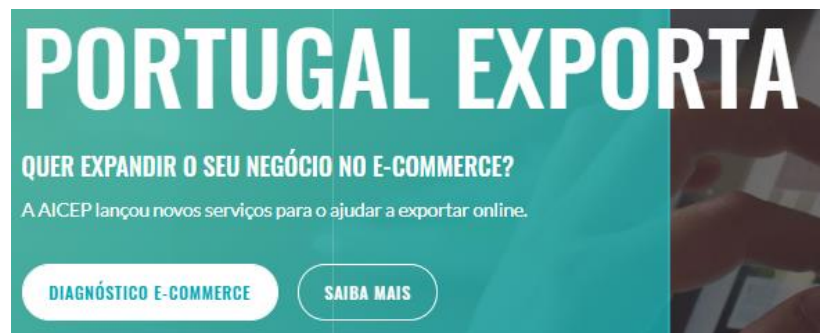 PORTUGAL EXPORTA
QUER EXPANDIR O SEU NEGÓCIO NO E-COMMERCE?
A AICEP lançou novos serviços para o ajudar a exportar online.
DIAGNÓSTICO E-COMMERCE
SAIBA MAIS